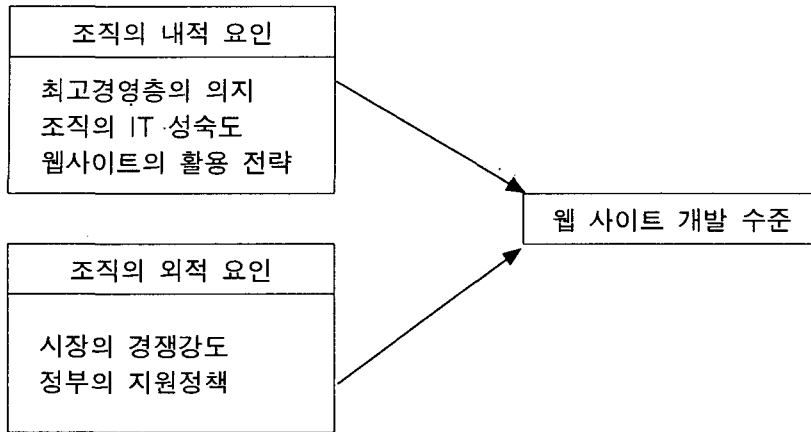 조직의 내적 요인
최고경영층의 의지
조직의 IT 성숙도
웹사이트의 활용 전략
웹 사이트 개발 수준
조직의 외적 요인
시장의 경쟁강도
정부의 지원정책